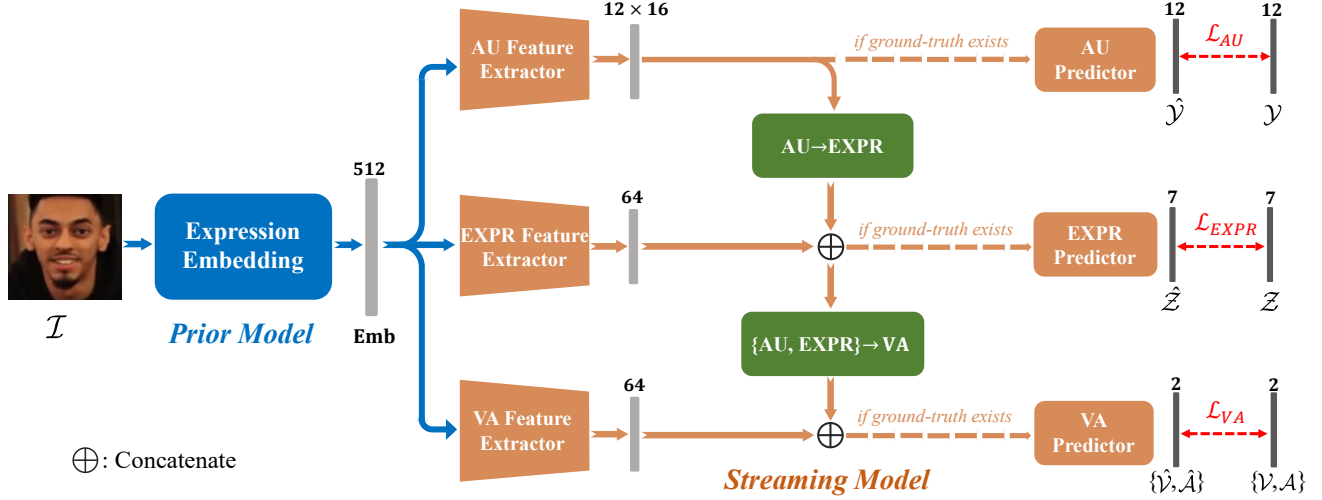 12 × 16
AU Feature
Extractor
if ground-truth exists
AU
Predictor
12
ℒ_AU
12
𝒴̂
𝒴
AU→EXPR
512
Expression
Embedding
EXPR Feature
Extractor
64
if ground-truth exists
EXPR
Predictor
7
ℒ_EXPR
7
𝒵̂
𝒵
ℐ
Prior Model
Emb
{AU, EXPR}→VA
VA Feature
Extractor
64
if ground-truth exists
VA
Predictor
2
ℒ_VA
2
{𝒱̂, 𝒜̂}
{𝒱, 𝒜}
⊕: Concatenate
Streaming Model